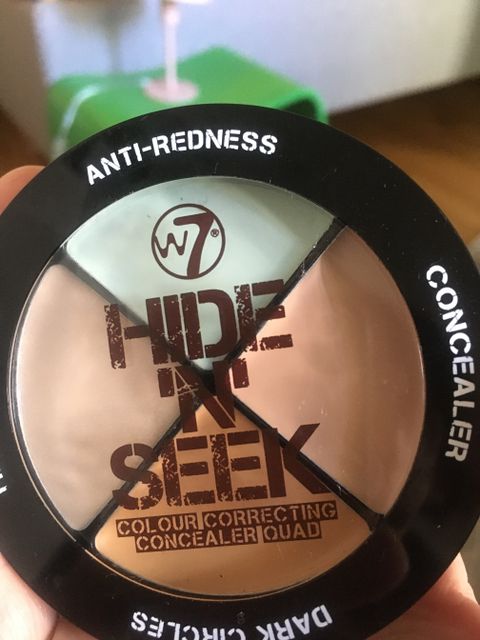 ANTI-REDNESS
W7®
HIDE
'N'
SEEK
COLOUR CORRECTING
CONCEALER QUAD
CONCEALER
DARK CIRCLES